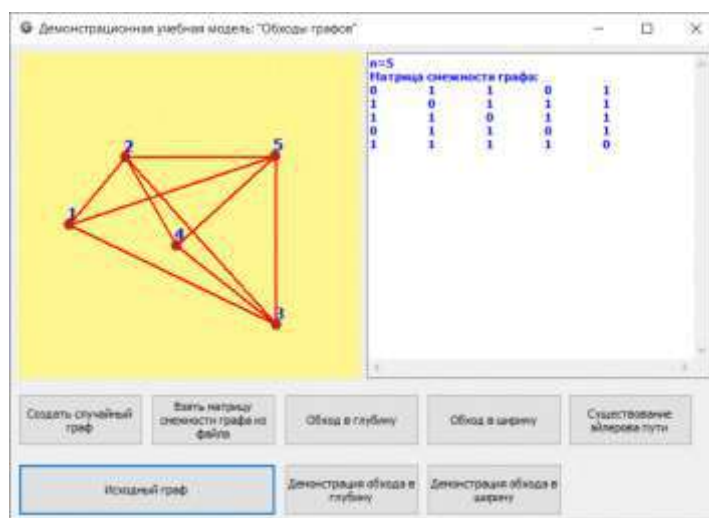 Демонстрационная учебная модель: "Обходы графов"
2
5
1
4
3
n=5
Матрица смежности графа:
0 1 1 0 1
1 0 1 1 1
1 1 0 1 1
0 1 1 0 1
1 1 1 1 0
Создать случайный
граф
Взять матрицу
смежности графа из
файла
Обход в глубину
Обход в ширину
Существование
эйлерова пути
Исходный граф
Демонстрация обхода в
глубину
Демонстрация обхода в
ширину